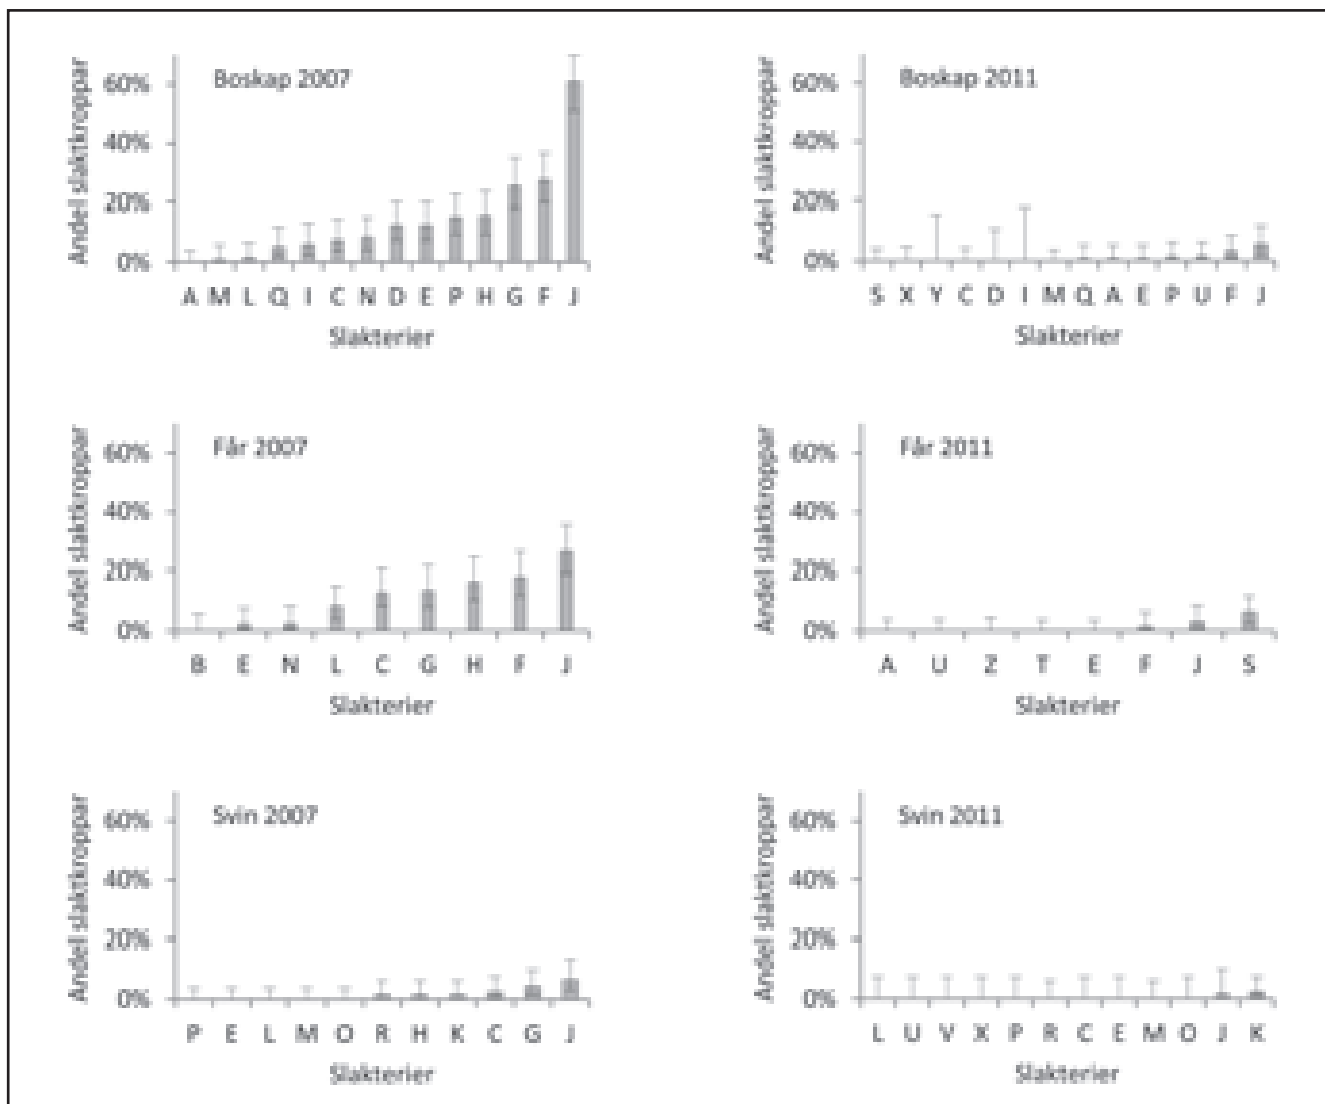 Boskap 2007
Andel slaktkroppar
60%
40%
20%
0%
A M L Q I C N D E P H G F J
Slakterier
Boskap 2011
Andel slaktkroppar
60%
40%
20%
0%
S X Y C D I M Q A E P U F J
Slakterier
Får 2007
Andel slaktkroppar
60%
40%
20%
0%
B E N L C G H F J
Slakterier
Får 2011
Andel slaktkroppar
60%
40%
20%
0%
A U Z T E F J S
Slakterier
Svin 2007
Andel slaktkroppar
60%
40%
20%
0%
P E L M O R H K C G J
Slakterier
Svin 2011
Andel slaktkroppar
60%
40%
20%
0%
L U V X P R C E M O J K
Slakterier